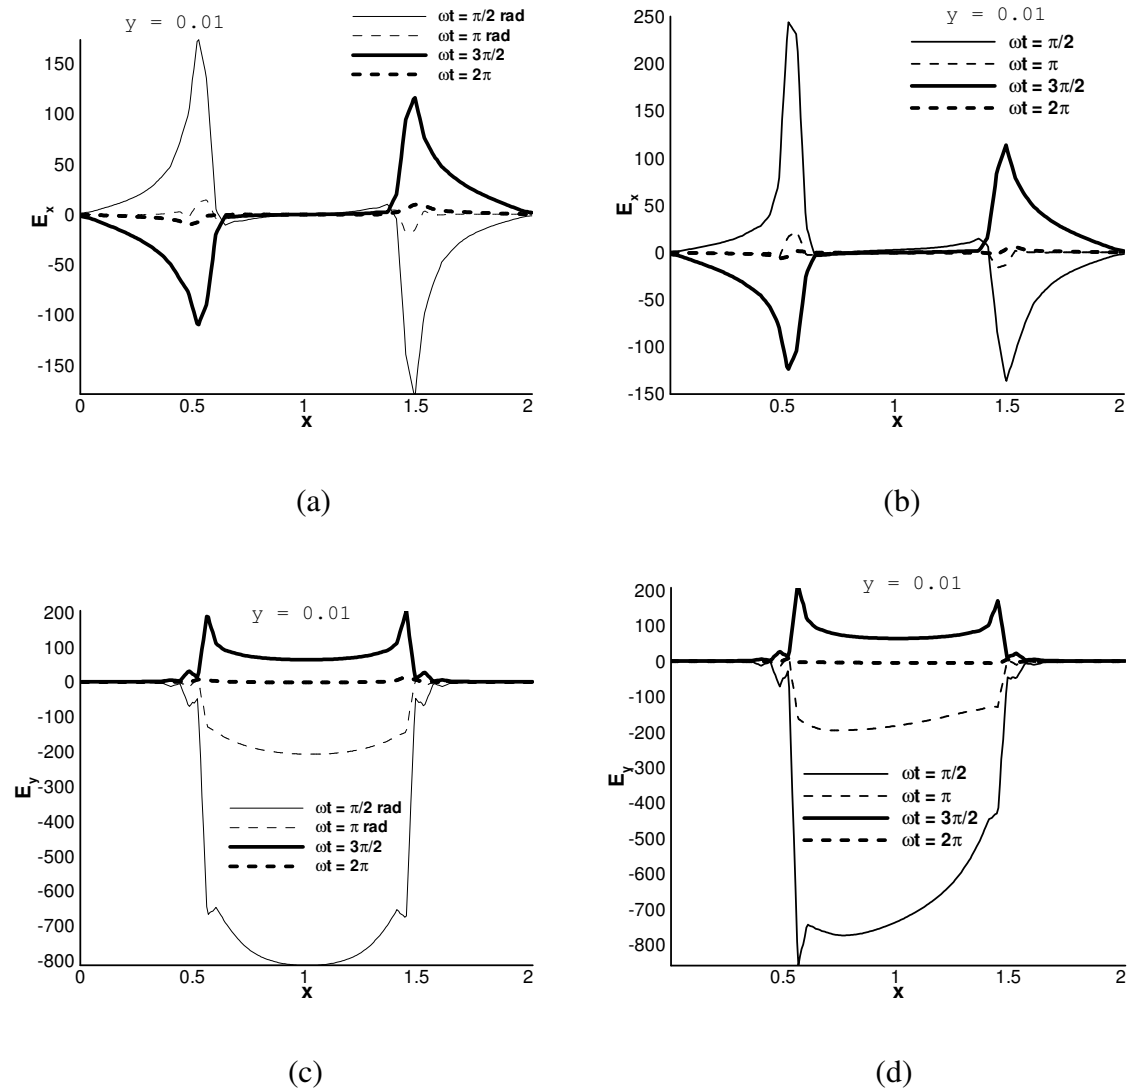 y = 0.01
ωt = π/2 rad
ωt = π rad
ωt = 3π/2
ωt = 2π
150
100
50
0
-50
-100
-150
Ex
0
0.5
1
1.5
2
x
(a)
y = 0.01
ωt = π/2
ωt = π
ωt = 3π/2
ωt = 2π
250
200
150
100
50
0
-50
-100
-150
Ex
0.5
1
1.5
2
x
(b)
y = 0.01
200
100
0
-100
-200
-300
-400
-500
-600
-700
-800
Ey
ωt = π/2 rad
ωt = π rad
ωt = 3π/2
ωt = 2π
0
0.5
1
1.5
2
x
(c)
y = 0.01
200
100
0
-100
-200
-300
-400
-500
-600
-700
-800
Ey
ωt = π/2
ωt = π
ωt = 3π/2
ωt = 2π
0.5
1
1.5
2
x
(d)